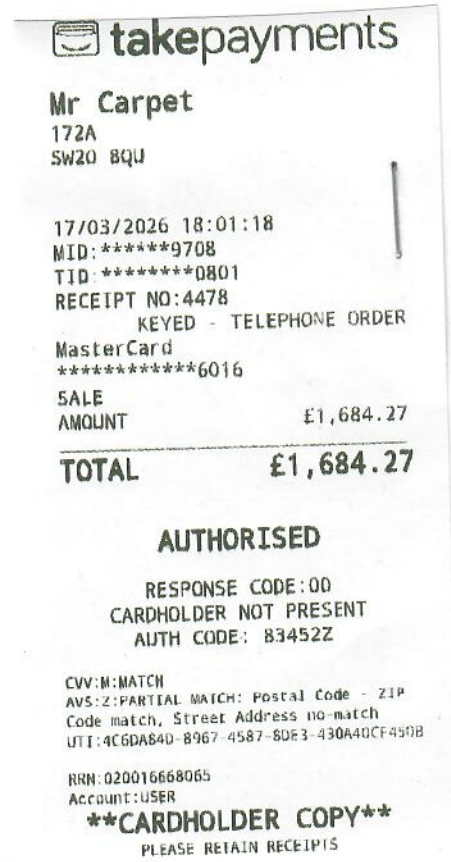 takepayments
Mr Carpet
172A
SW20 8QU
17/03/2026 18:01:18
MID:******9708
TID:********0801
RECEIPT NO:4478
KEYED - TELEPHONE ORDER
MasterCard
************6016
SALE
AMOUNT £1,684.27
TOTAL £1,684.27
AUTHORISED
RESPONSE CODE:00
CARDHOLDER NOT PRESENT
AUTH CODE: 83452Z
CVV:M:MATCH
AVS:Z:PARTIAL MATCH: Postal Code - ZIP
Code match, Street Address no-match
UTI:4C6DA84D-8967-4587-8DE3-430A40CF450B
RRN:020016668065
Account:USER
**CARDHOLDER COPY**
PLEASE RETAIN RECEIPTS